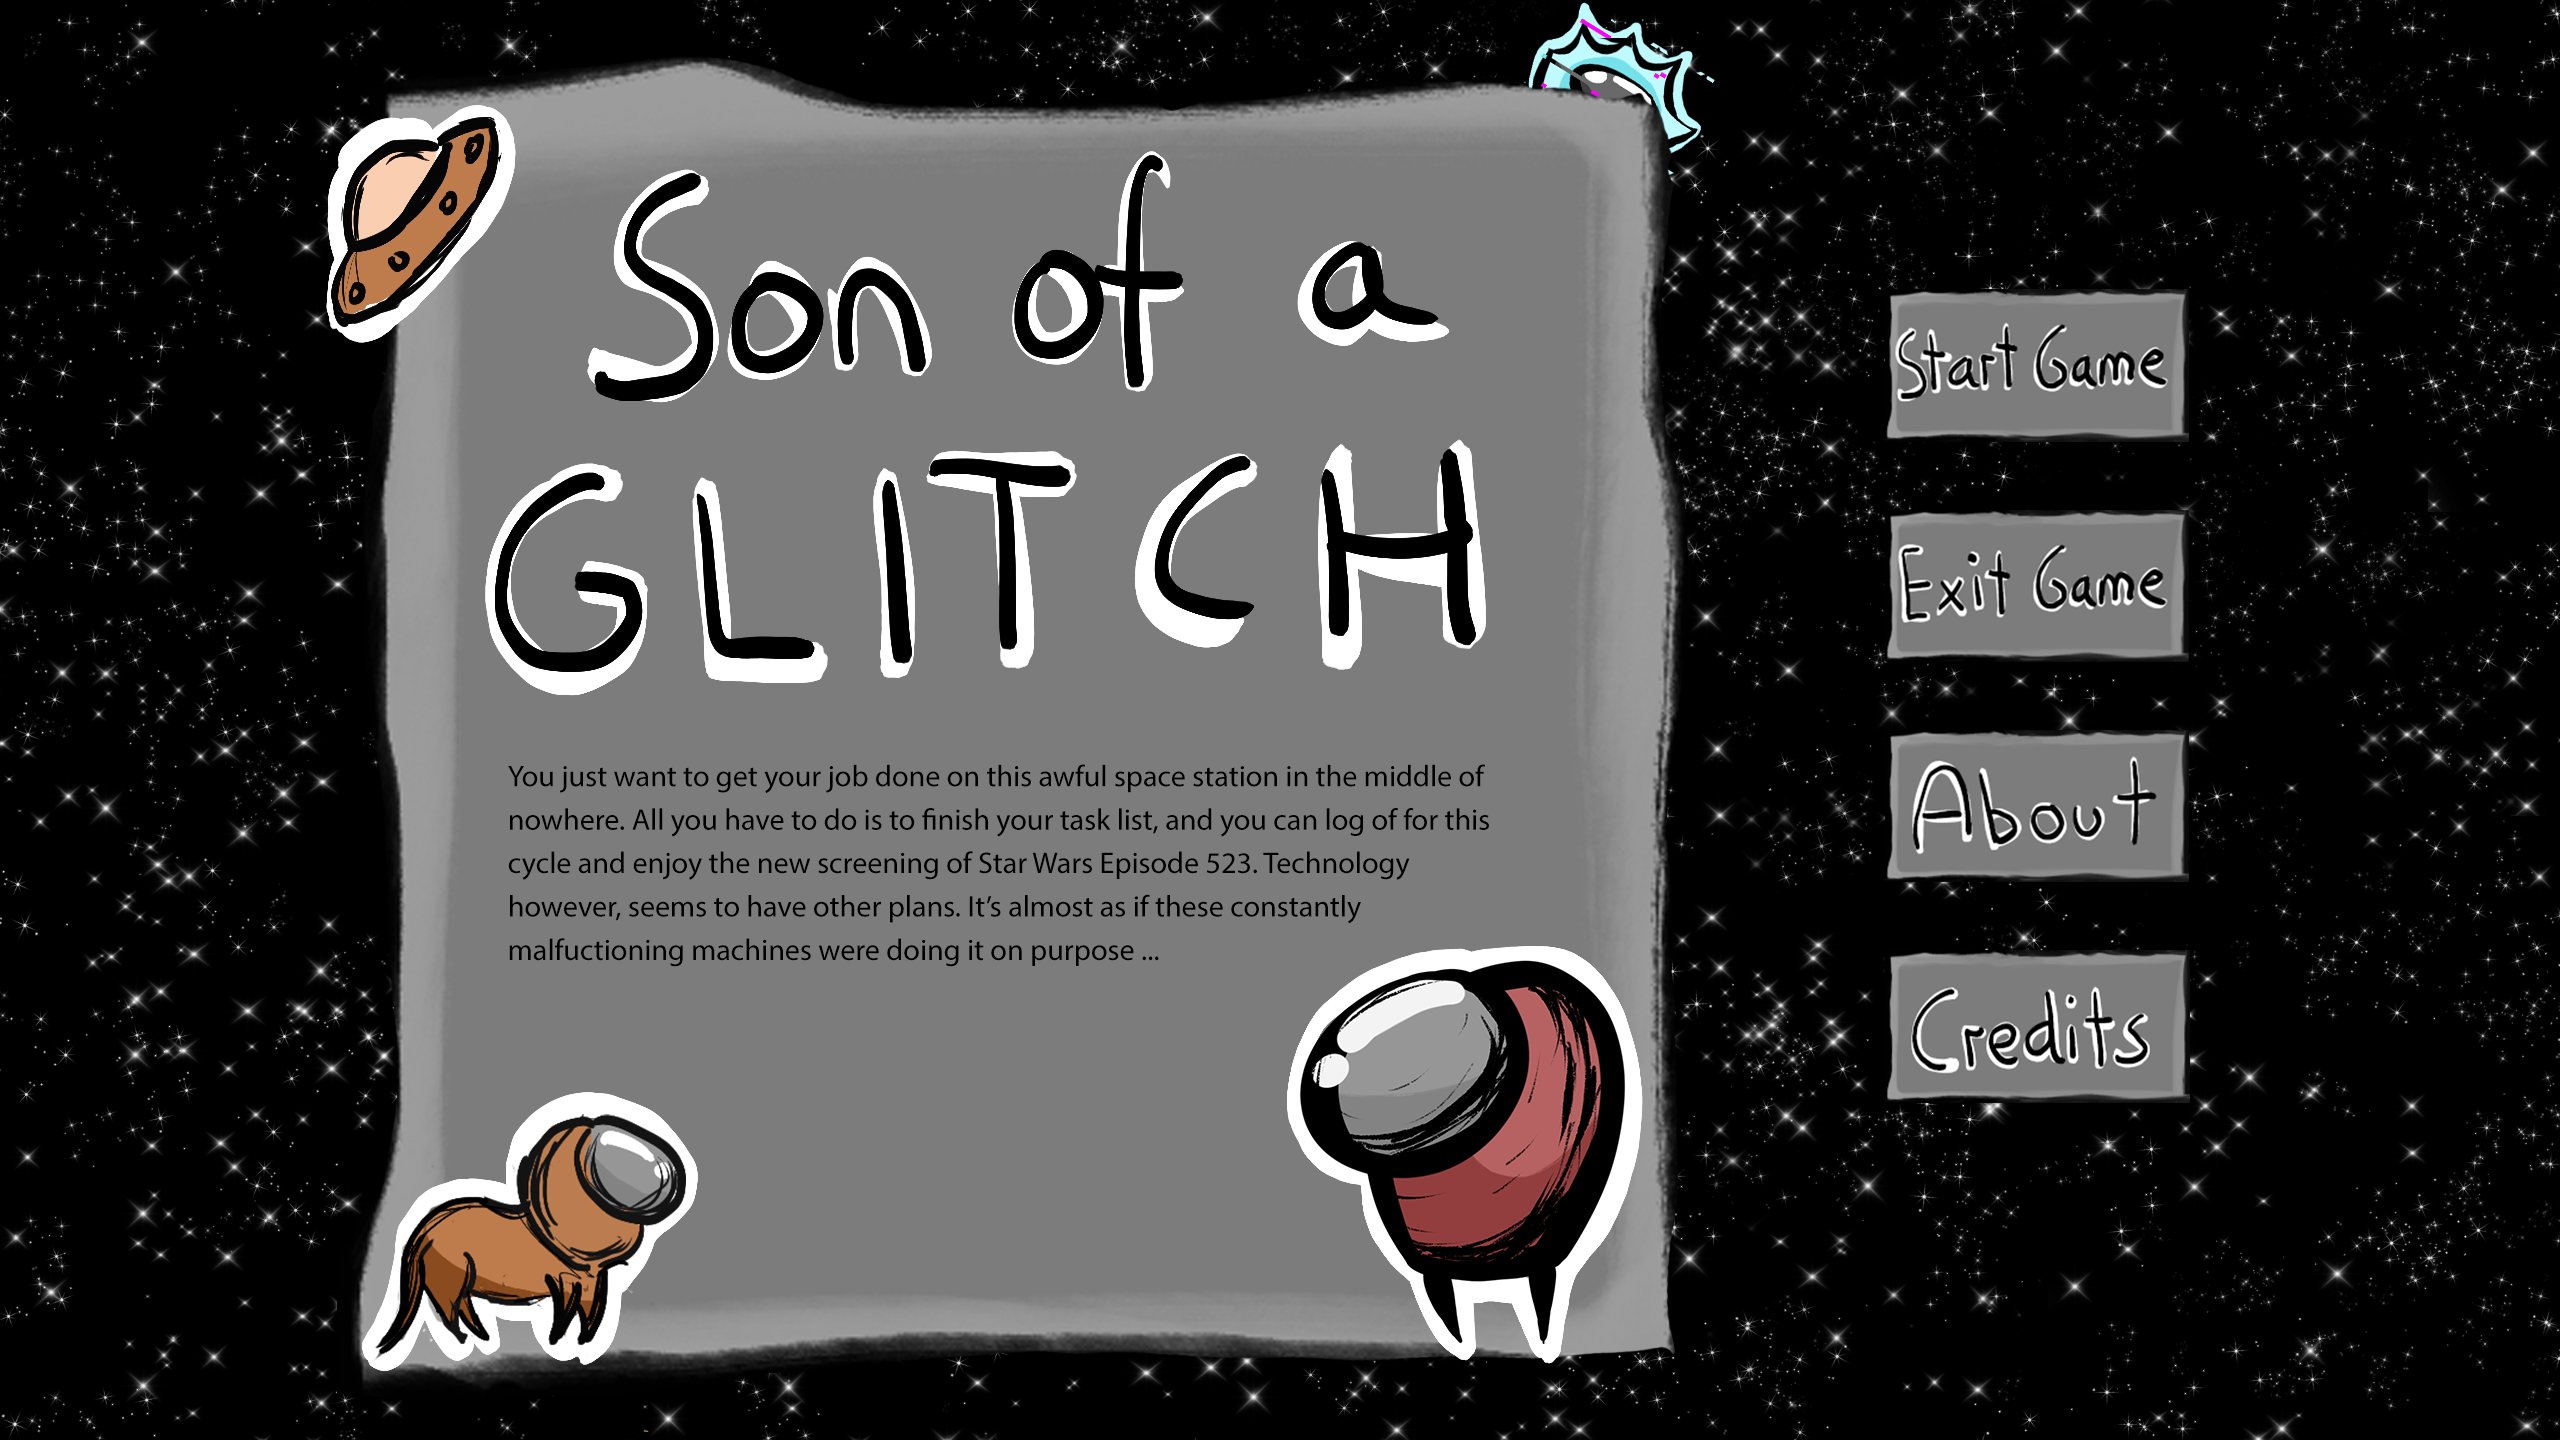 Son of a
GLITCH
You just want to get your job done on this awful space station in the middle of
nowhere. All you have to do is to finish your task list, and you can log of for this
cycle and enjoy the new screening of Star Wars Episode 523. Technology
however, seems to have other plans. It’s almost as if these constantly
malfuctioning machines were doing it on purpose ...
Start Game
Exit Game
About
Credits